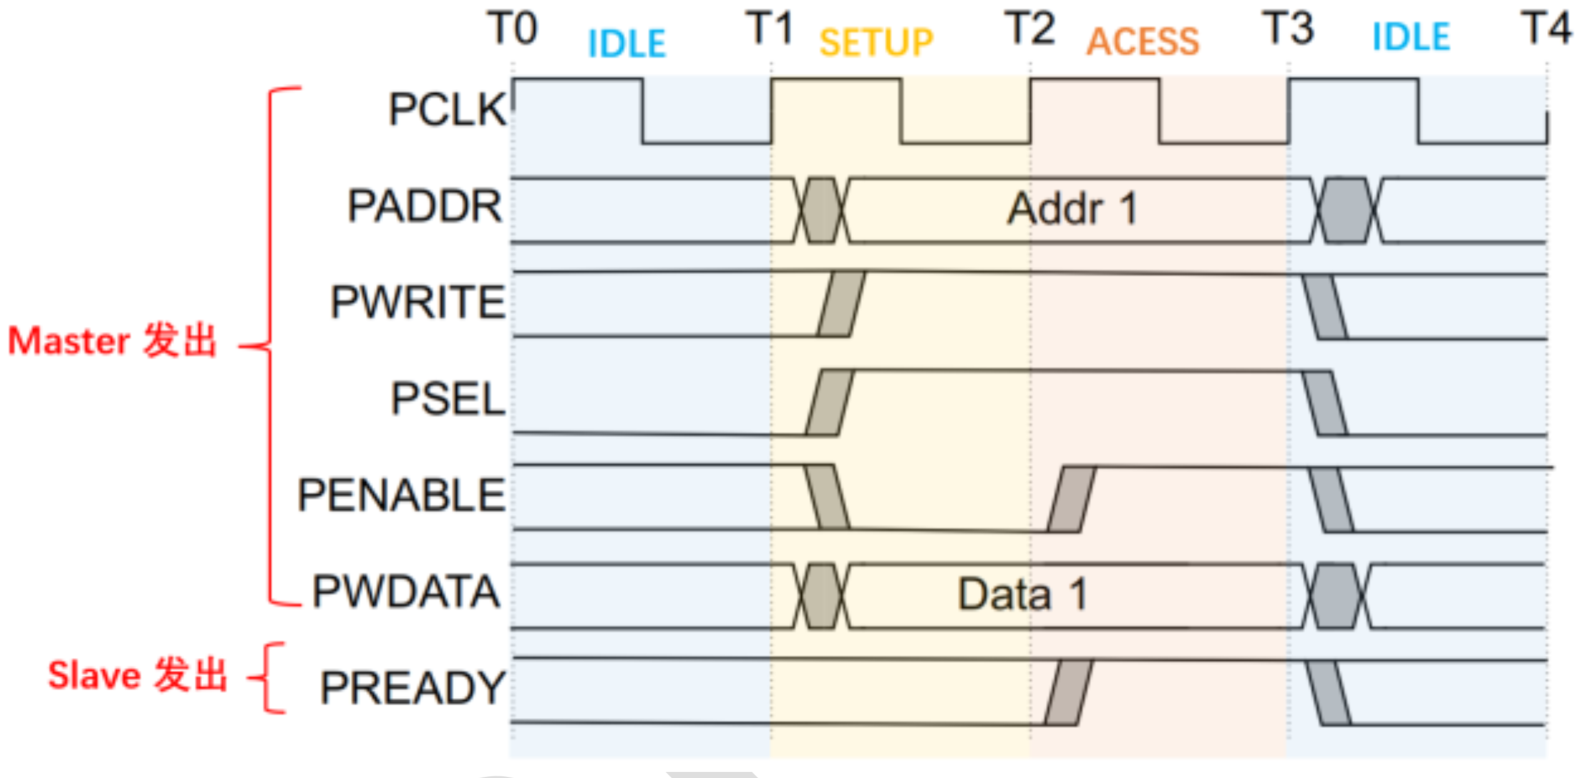 T0 IDLE T1 SETUP T2 ACESS T3 IDLE T4
PCLK
PADDR Addr 1
PWRITE
Master 发出
PSEL
PENABLE
PWDATA Data 1
Slave 发出
PREADY